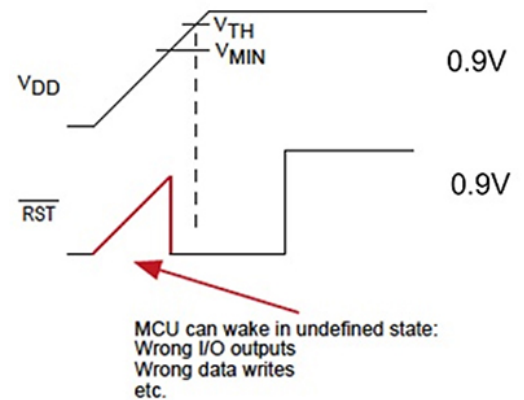 VTH
VMIN
0.9V
VDD
0.9V
RST
MCU can wake in undefined state:
Wrong I/O outputs
Wrong data writes
etc.